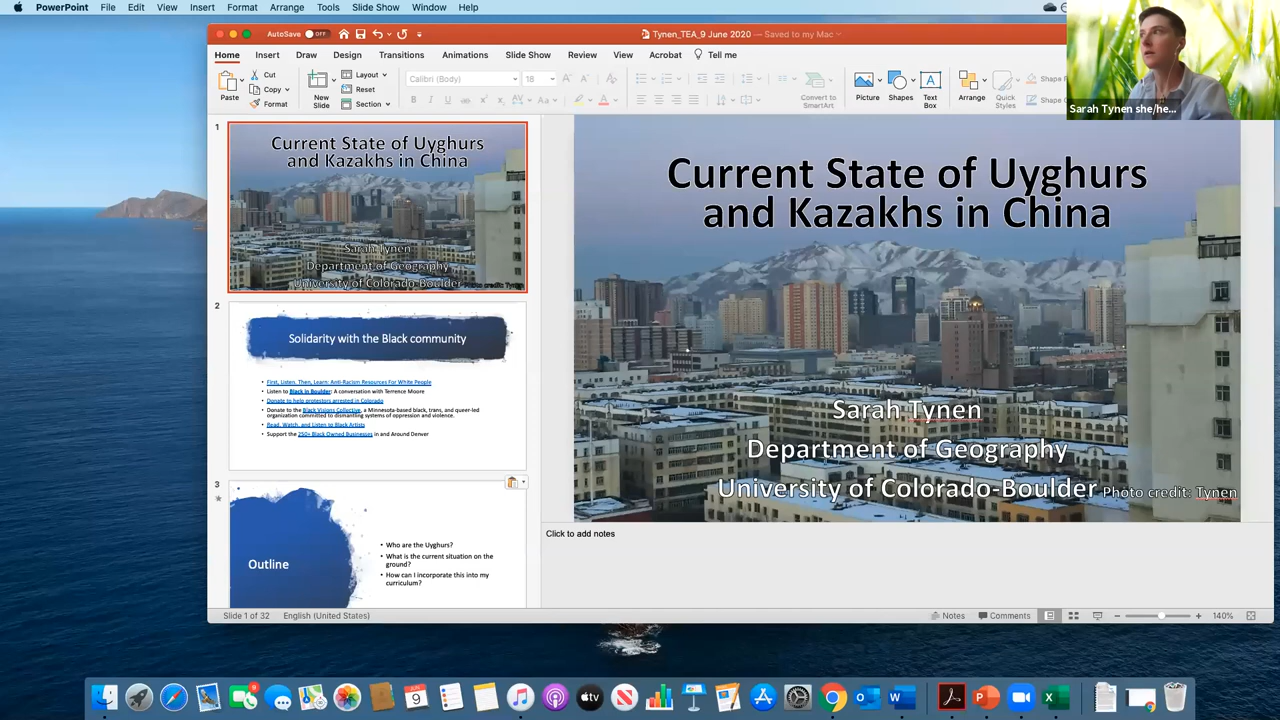 PowerPoint File Edit View Insert Format Arrange Tools Slide Show Window Help
AutoSave OFF Tynen_TEA_9 June 2020 — Saved to my Mac
Home Insert Draw Design Transitions Animations Slide Show Review View Acrobat Tell me
Paste
Cut
Copy
Format
New Slide
Layout
Reset
Section
Calibri (Body) 18
Convert to SmartArt
Picture
Shapes
Text Box
Arrange
Quick Styles
Shape
Shape
Sarah Tynen she/he...
1
Current State of Uyghurs
and Kazakhs in China
Sarah Tynen
Department of Geography
University of Colorado-Boulder Photo credit: Tynen
2
Solidarity with the Black community
• First, Listen. Then, Learn: Anti-Racism Resources For White People
• Listen to Black in Boulder: A conversation with Terrence Moore
• Donate to help protestors arrested in Colorado
• Donate to the Black Visions Collective, a Minnesota-based black, trans, and queer-led
organization committed to dismantling systems of oppression and violence.
• Read, Watch, and Listen to Black Artists
• Support the 250+ Black Owned Businesses in and Around Denver
3
Outline
• Who are the Uyghurs?
• What is the current situation on the
ground?
• How can I incorporate this into my
curriculum?
Current State of Uyghurs
and Kazakhs in China
Sarah Tynen
Department of Geography
University of Colorado-Boulder Photo credit: Tynen
Click to add notes
Slide 1 of 32 English (United States) Notes Comments 140%
JUN
9
tv